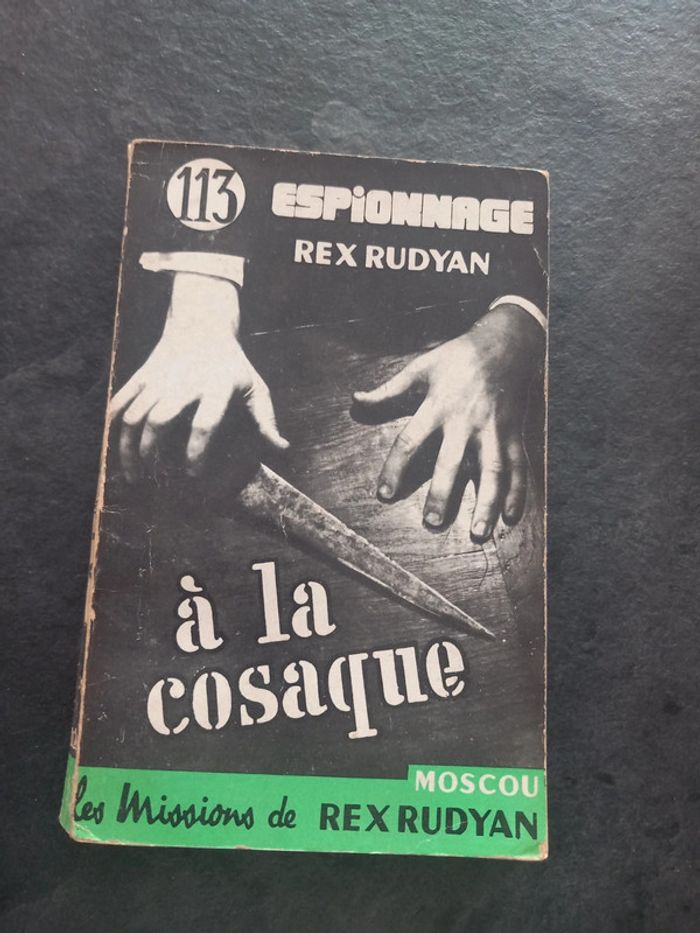 113
ESPiONNAGE
REX RUDYAN
à la
cosaque
MOSCOU
les Missions de REX RUDYAN